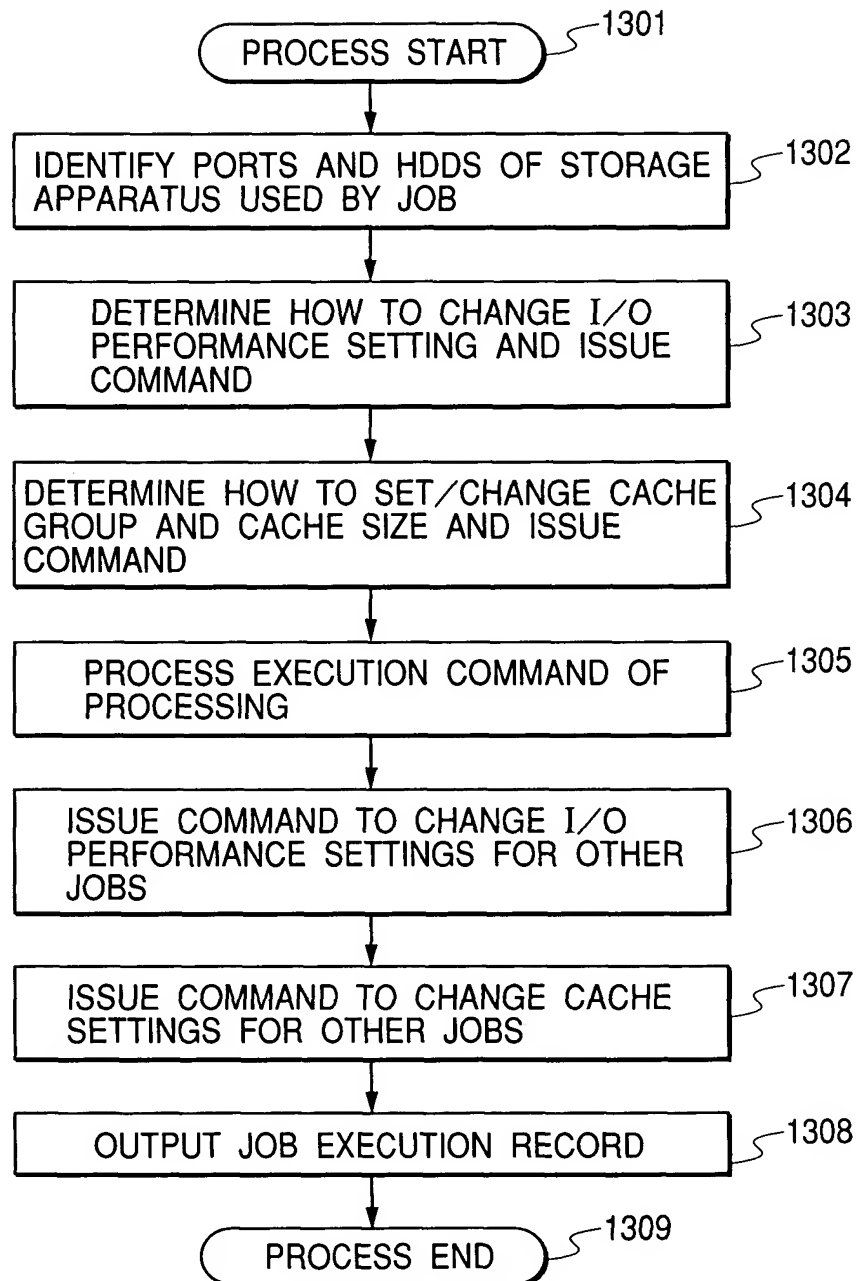 PROCESS START
1301
IDENTIFY PORTS AND HDDS OF STORAGE
APPARATUS USED BY JOB
1302
DETERMINE HOW TO CHANGE I/O
PERFORMANCE SETTING AND ISSUE
COMMAND
1303
DETERMINE HOW TO SET/CHANGE CACHE
GROUP AND CACHE SIZE AND ISSUE
COMMAND
1304
PROCESS EXECUTION COMMAND OF
PROCESSING
1305
ISSUE COMMAND TO CHANGE I/O
PERFORMANCE SETTINGS FOR OTHER
JOBS
1306
ISSUE COMMAND TO CHANGE CACHE
SETTINGS FOR OTHER JOBS
1307
OUTPUT JOB EXECUTION RECORD
1308
PROCESS END
1309